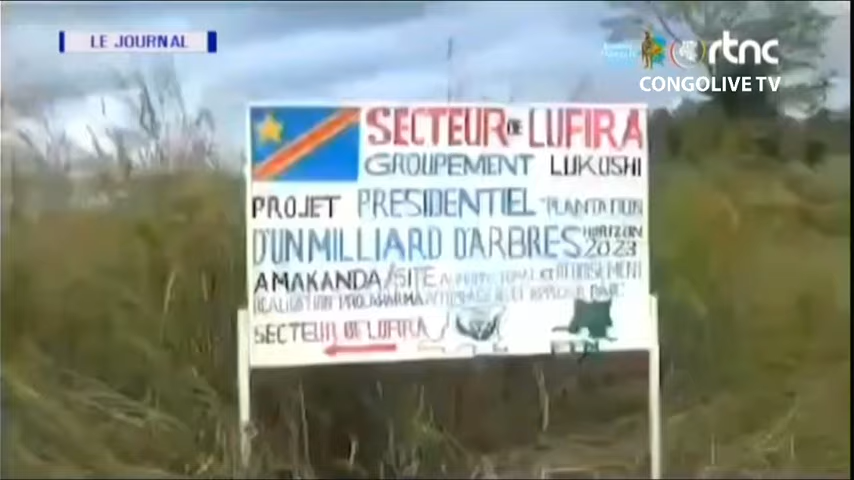 LE JOURNAL
rtnc
CONGOLIVE TV
SECTEUR DE LUFIRA
GROUPEMENT LUKUSHI
PROJET PRESIDENTIEL "PLANTATION
D'UN MILLIARD D'ARBRES HORIZON 2023
AMAKANDA/SITE
REALISATION
SECTEUR DE LUFIRA